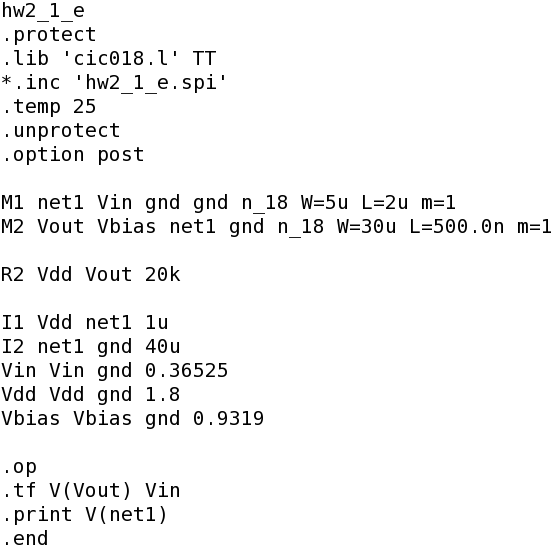 hw2_1_e
.protect
.lib 'cic018.l' TT
*.inc 'hw2_1_e.spi'
.temp 25
.unprotect
.option post
M1 net1 Vin gnd gnd n_18 W=5u L=2u m=1
M2 Vout Vbias net1 gnd n_18 W=30u L=500.0n m=1
R2 Vdd Vout 20k
I1 Vdd net1 1u
I2 net1 gnd 40u
Vin Vin gnd 0.36525
Vdd Vdd gnd 1.8
Vbias Vbias gnd 0.9319
.op
.tf V(Vout) Vin
.print V(net1)
.end